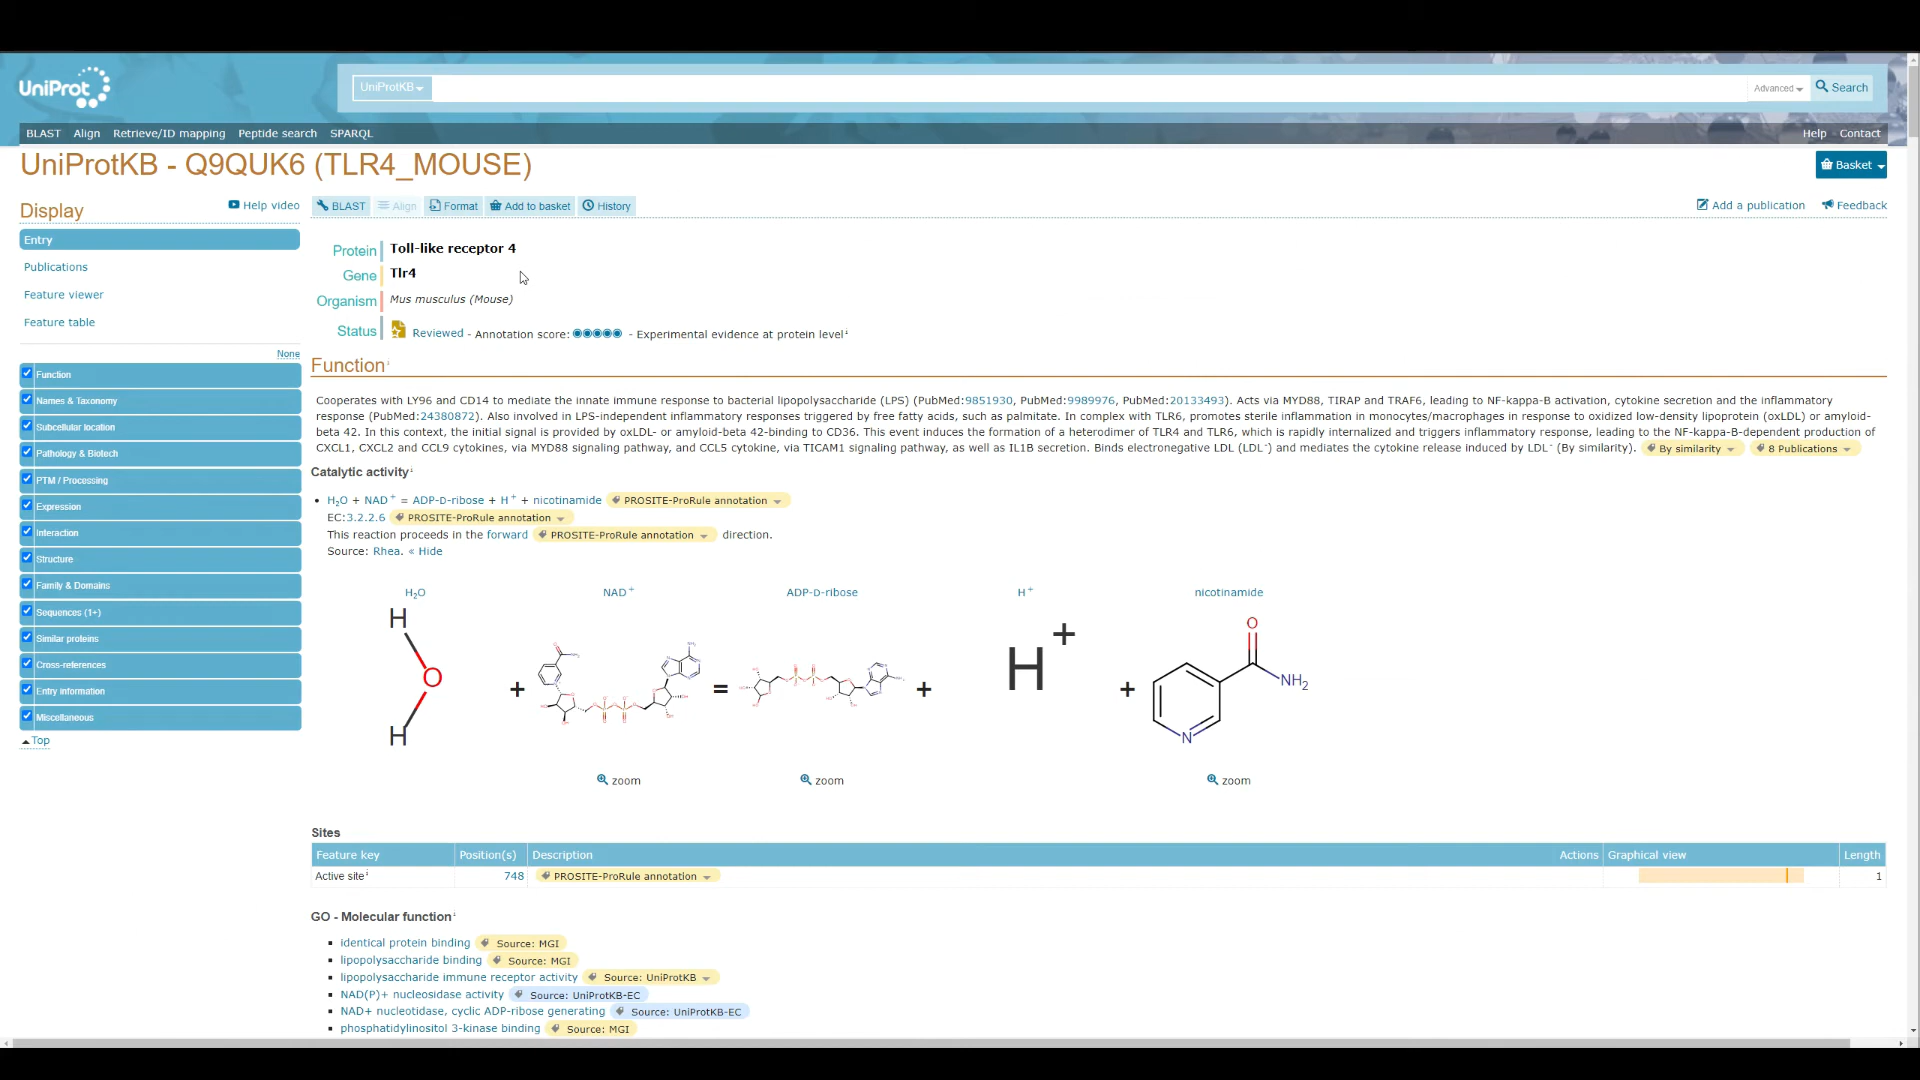 UniProt
UniProtKB
Advanced
Search
BLAST Align Retrieve/ID mapping Peptide search SPARQL
Help Contact
UniProtKB - Q9QUK6 (TLR4_MOUSE)
Basket
Display
Help video
BLAST Align Format Add to basket History
Add a publication Feedback
Entry
Publications
Feature viewer
Feature table
None
Function
Names & Taxonomy
Subcellular location
Pathology & Biotech
PTM / Processing
Expression
Interaction
Structure
Family & Domains
Sequences (1+)
Similar proteins
Cross-references
Entry information
Miscellaneous
Top
Protein Toll-like receptor 4
Gene Tlr4
Organism Mus musculus (Mouse)
Status Reviewed - Annotation score: - Experimental evidence at protein level i
Function i
Cooperates with LY96 and CD14 to mediate the innate immune response to bacterial lipopolysaccharide (LPS) (PubMed:9851930, PubMed:9989976, PubMed:20133493). Acts via MYD88, TIRAP and TRAF6, leading to NF-kappa-B activation, cytokine secretion and the inflammatory
response (PubMed:24380872). Also involved in LPS-independent inflammatory responses triggered by free fatty acids, such as palmitate. In complex with TLR6, promotes sterile inflammation in monocytes/macrophages in response to oxidized low-density lipoprotein (oxLDL) or amyloid-
beta 42. In this context, the initial signal is provided by oxLDL- or amyloid-beta 42-binding to CD36. This event induces the formation of a heterodimer of TLR4 and TLR6, which is rapidly internalized and triggers inflammatory response, leading to the NF-kappa-B-dependent production of
CXCL1, CXCL2 and CCL9 cytokines, via MYD88 signaling pathway, and CCL5 cytokine, via TICAM1 signaling pathway, as well as IL1B secretion. Binds electronegative LDL (LDL⁻) and mediates the cytokine release induced by LDL⁻ (By similarity). By similarity 8 Publications
Catalytic activity i
• H₂O + NAD⁺ = ADP-D-ribose + H⁺ + nicotinamide PROSITE-ProRule annotation
EC:3.2.2.6 PROSITE-ProRule annotation
This reaction proceeds in the forward PROSITE-ProRule annotation direction.
Source: Rhea. « Hide
H₂O NAD⁺ ADP-D-ribose H⁺ nicotinamide
H O H + + = + H + + O NH₂ N
zoom zoom zoom
Sites
Feature key Position(s) Description Actions Graphical view Length
Active site i 748 PROSITE-ProRule annotation 1
GO - Molecular function i
▪ identical protein binding Source: MGI
▪ lipopolysaccharide binding Source: MGI
▪ lipopolysaccharide immune receptor activity Source: UniProtKB
▪ NAD(P)+ nucleosidase activity Source: UniProtKB-EC
▪ NAD+ nucleotidase, cyclic ADP-ribose generating Source: UniProtKB-EC
▪ phosphatidylinositol 3-kinase binding Source: MGI